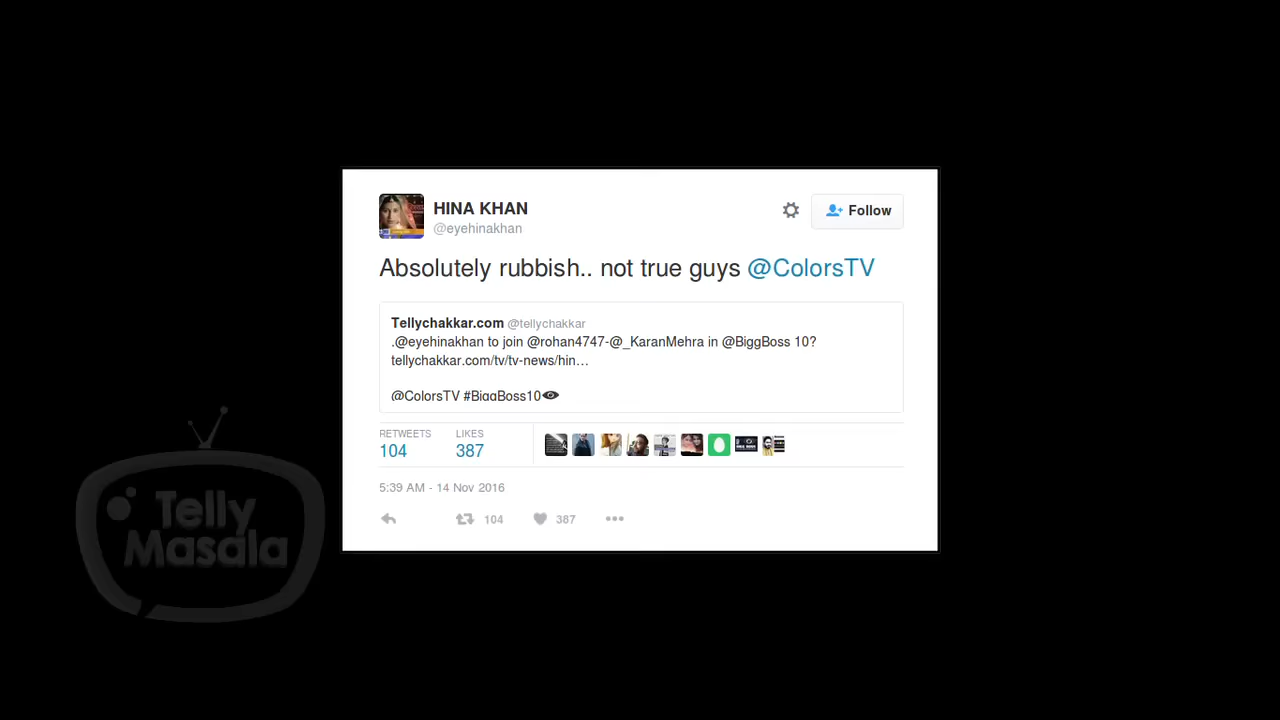 HINA KHAN
@eyehinakhan
Follow
Absolutely rubbish.. not true guys @ColorsTV
Tellychakkar.com @tellychakkar
.@eyehinakhan to join @rohan4747-@_KaranMehra in @BiggBoss 10?
tellychakkar.com/tv/tv-news/hin…
@ColorsTV #BiggBoss10
RETWEETS LIKES
104 387
5:39 AM - 14 Nov 2016
104 387
Telly
Masala